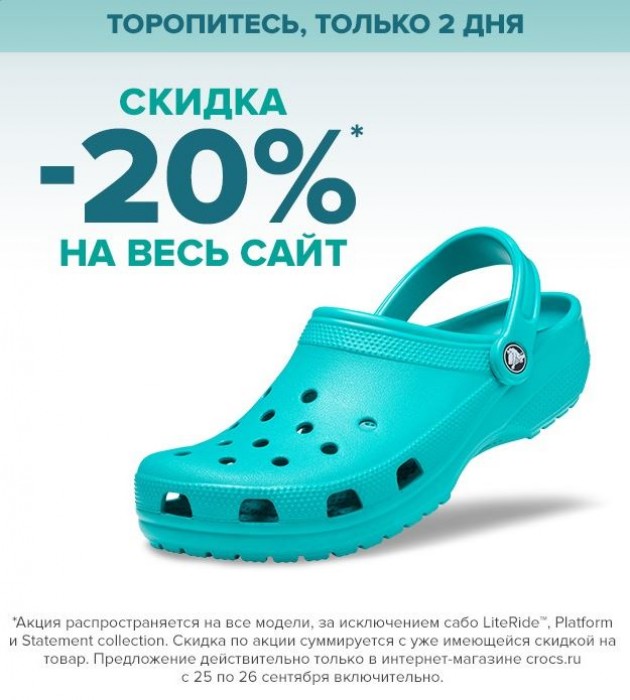 ТОРОПИТЕСЬ, ТОЛЬКО 2 ДНЯ
СКИДКА
-20%*
НА ВЕСЬ САЙТ
*Акция распространяется на все модели, за исключением сабо LiteRide™, Platform
и Statement collection. Скидка по акции суммируется с уже имеющейся скидкой на
товар. Предложение действительно только в интернет-магазине crocs.ru
с 25 по 26 сентября включительно.